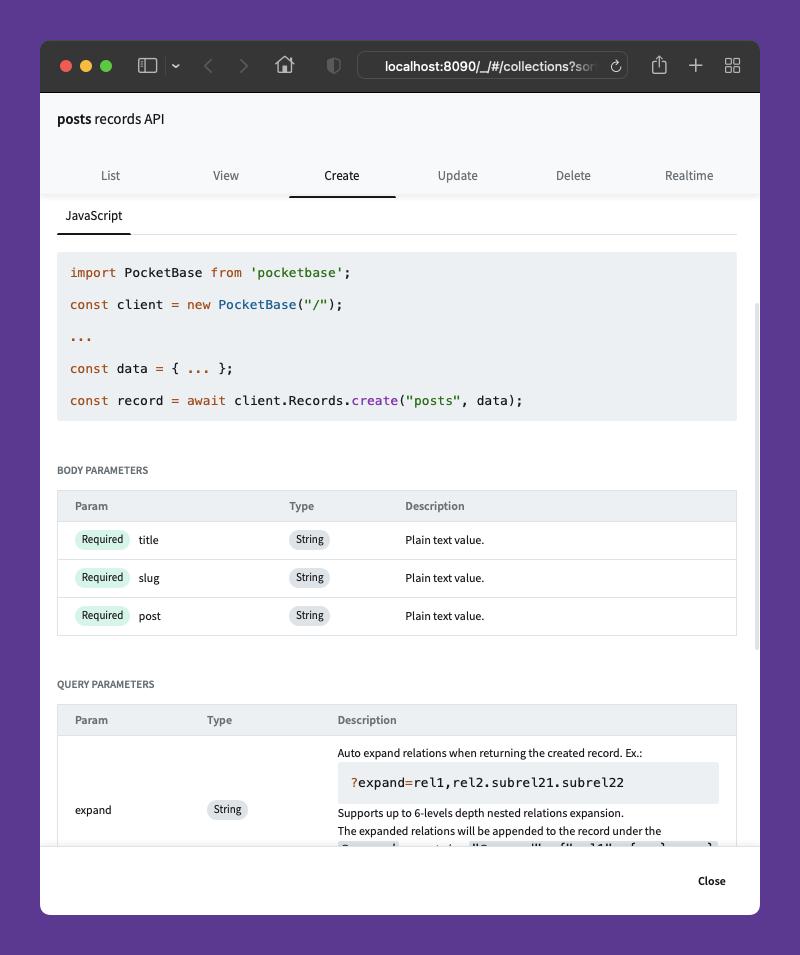 localhost:8090/_/#/collections?sor
posts records API
List View Create Update Delete Realtime
JavaScript
import PocketBase from 'pocketbase';
const client = new PocketBase("/");
...
const data = { ... };
const record = await client.Records.create("posts", data);
BODY PARAMETERS
Param Type Description
Required title String Plain text value.
Required slug String Plain text value.
Required post String Plain text value.
QUERY PARAMETERS
Param Type Description
Auto expand relations when returning the created record. Ex.:
?expand=rel1,rel2.subrel21.subrel22
expand String
Supports up to 6-levels depth nested relations expansion.
The expanded relations will be appended to the record under the
Close